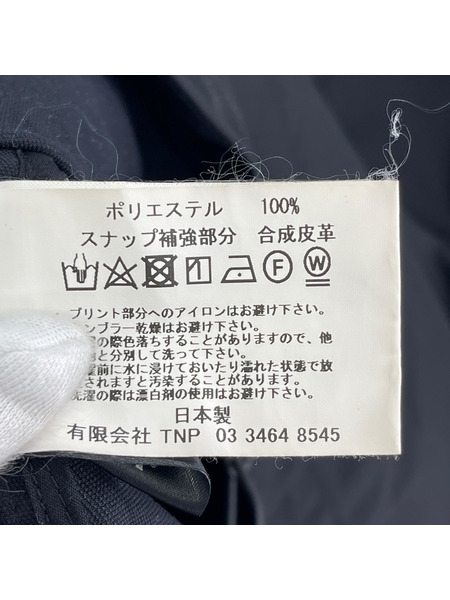 ポリエステル 100%
スナップ補強部分 合成皮革
F W
プリント部分へのアイロンはお避け下さい。
ンブラー乾燥はお避け下さい。
の際色落ちすることがありますので、他
と分別して洗って下さい。
前に水に浸けておいたり濡れた状態で放
されますと汚染することがあります。
洗濯の際は漂白剤の使用はお避け下さい。
日本製
有限会社 TNP 03 3464 8545